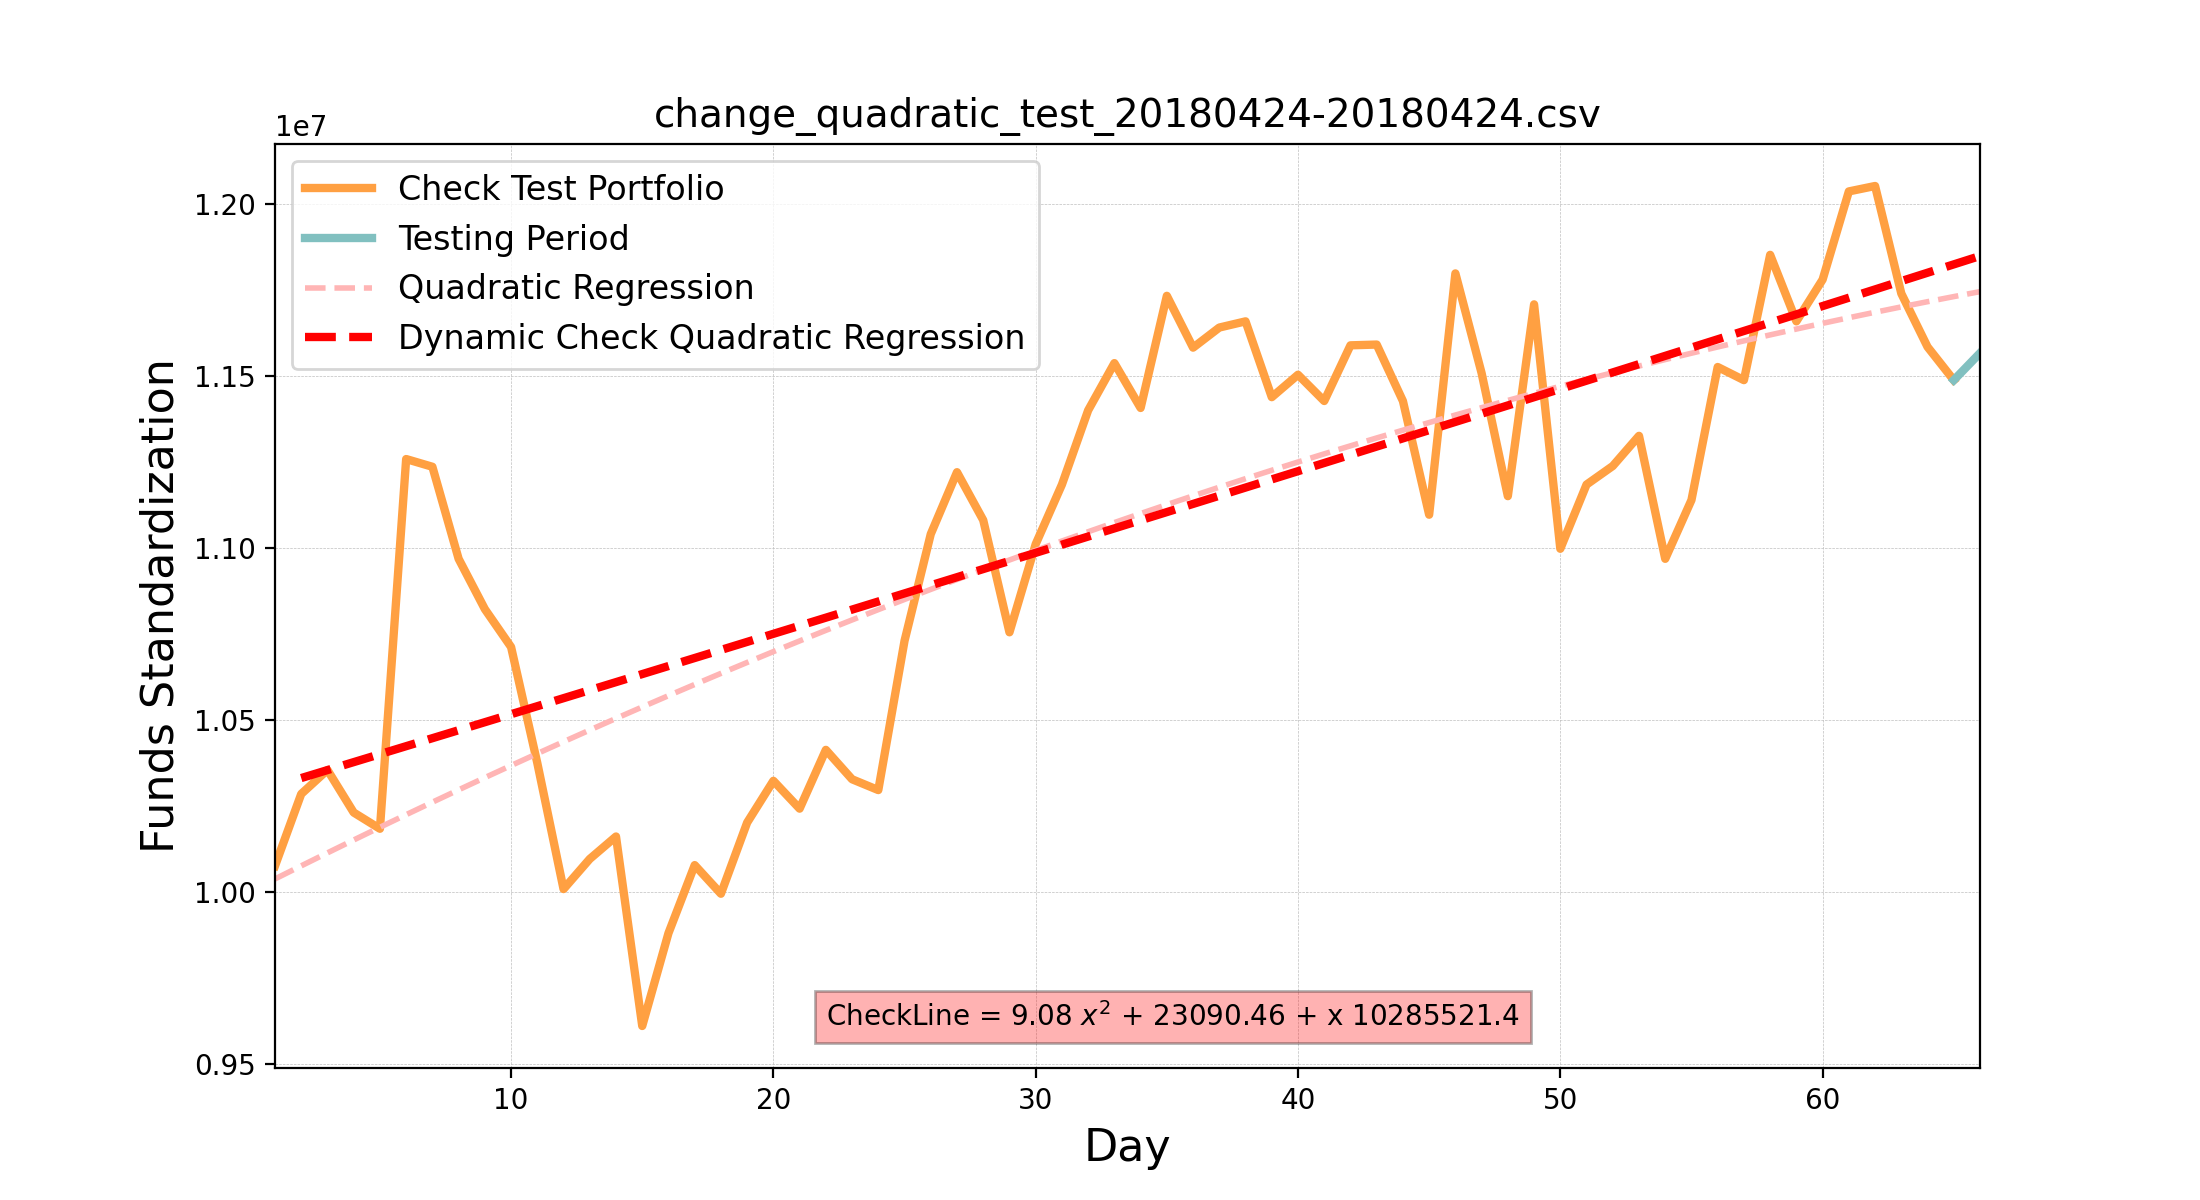 change_quadratic_test_20180424-20180424.csv
1e7
Check Test Portfolio
Testing Period
Quadratic Regression
Dynamic Check Quadratic Regression
1.20
1.15
1.10
1.05
1.00
0.95
Funds Standardization
CheckLine = 9.08 x² + 23090.46 + x 10285521.4
10 20 30 40 50 60
Day